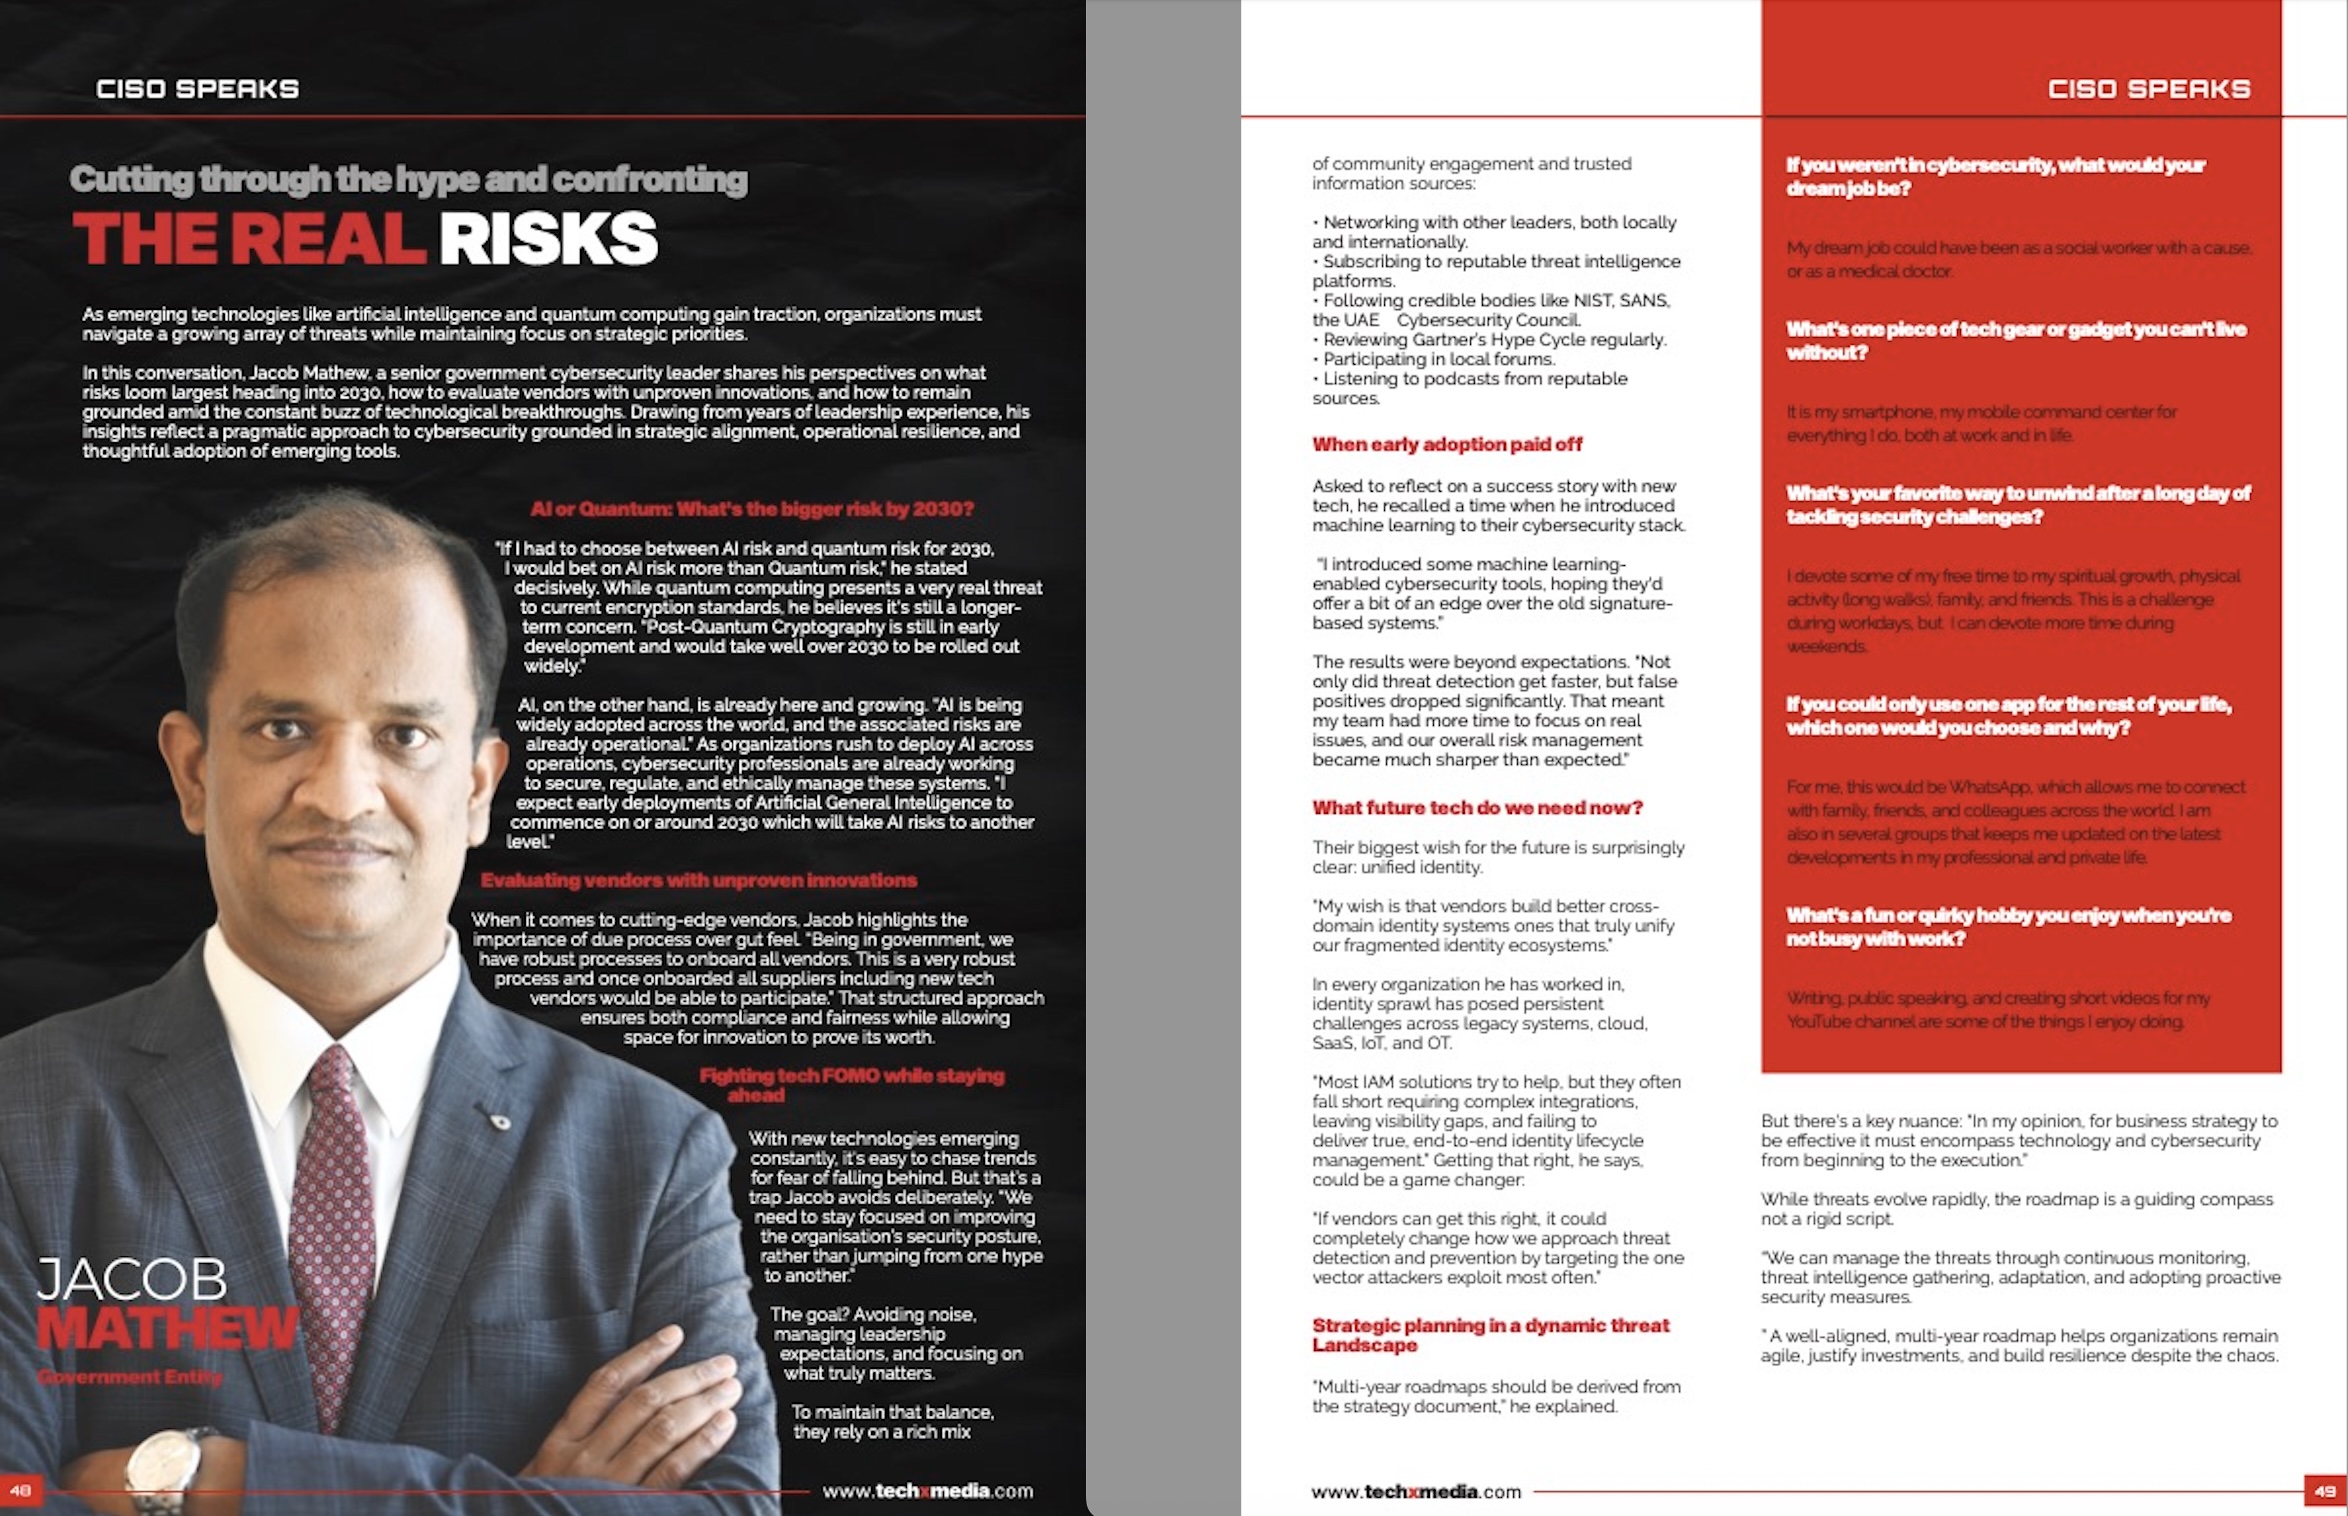 CISO SPEAKS
Cutting through the hype and confronting
THE REAL RISKS
As emerging technologies like artificial intelligence and quantum computing gain traction, organizations must
navigate a growing array of threats while maintaining focus on strategic priorities.
In this conversation, Jacob Mathew, a senior government cybersecurity leader shares his perspectives on what
risks loom largest heading into 2030, how to evaluate vendors with unproven innovations, and how to remain
grounded amid the constant buzz of technological breakthroughs. Drawing from years of leadership experience, his
insights reflect a pragmatic approach to cybersecurity grounded in strategic alignment, operational resilience, and
thoughtful adoption of emerging tools.
AI or Quantum: What's the bigger risk by 2030?
"If I had to choose between AI risk and quantum risk for 2030,
I would bet on AI risk more than Quantum risk," he stated
decisively. While quantum computing presents a very real threat
to current encryption standards, he believes it's still a longer-
term concern. "Post-Quantum Cryptography is still in early
development and would take well over 2030 to be rolled out
widely."
AI, on the other hand, is already here and growing. "AI is being
widely adopted across the world, and the associated risks are
already operational." As organizations rush to deploy AI across
operations, cybersecurity professionals are already working
to secure, regulate, and ethically manage these systems. "I
expect early deployments of Artificial General Intelligence to
commence on or around 2030 which will take AI risks to another
level."
Evaluating vendors with unproven innovations
When it comes to cutting-edge vendors, Jacob highlights the
importance of due process over gut feel. "Being in government, we
have robust processes to onboard all vendors. This is a very robust
process and once onboarded all suppliers including new tech
vendors would be able to participate." That structured approach
ensures both compliance and fairness while allowing
space for innovation to prove its worth.
Fighting tech FOMO while staying
ahead
With new technologies emerging
constantly, it's easy to chase trends
for fear of falling behind. But that's a
trap Jacob avoids deliberately. "We
need to stay focused on improving
the organisation's security posture,
rather than jumping from one hype
to another."
The goal? Avoiding noise,
managing leadership
expectations, and focusing on
what truly matters.
To maintain that balance,
they rely on a rich mix
JACOB
MATHEW
Government Entity
48
www.techxmedia.com
CISO SPEAKS
of community engagement and trusted
information sources:
• Networking with other leaders, both locally
and internationally.
• Subscribing to reputable threat intelligence
platforms.
• Following credible bodies like NIST, SANS,
the UAE Cybersecurity Council.
• Reviewing Gartner's Hype Cycle regularly.
• Participating in local forums.
• Listening to podcasts from reputable
sources.
When early adoption paid off
Asked to reflect on a success story with new
tech, he recalled a time when he introduced
machine learning to their cybersecurity stack.
"I introduced some machine learning-
enabled cybersecurity tools, hoping they'd
offer a bit of an edge over the old signature-
based systems."
The results were beyond expectations. "Not
only did threat detection get faster, but false
positives dropped significantly. That meant
my team had more time to focus on real
issues, and our overall risk management
became much sharper than expected."
What future tech do we need now?
Their biggest wish for the future is surprisingly
clear: unified identity.
"My wish is that vendors build better cross-
domain identity systems ones that truly unify
our fragmented identity ecosystems."
In every organization he has worked in,
identity sprawl has posed persistent
challenges across legacy systems, cloud,
SaaS, IoT, and OT.
"Most IAM solutions try to help, but they often
fall short requiring complex integrations,
leaving visibility gaps, and failing to
deliver true, end-to-end identity lifecycle
management." Getting that right, he says,
could be a game changer:
"If vendors can get this right, it could
completely change how we approach threat
detection and prevention by targeting the one
vector attackers exploit most often."
Strategic planning in a dynamic threat
Landscape
"Multi-year roadmaps should be derived from
the strategy document," he explained.
If you weren't in cybersecurity, what would your
dream job be?
My dream job could have been as a social worker with a cause,
or as a medical doctor.
What's one piece of tech gear or gadget you can't live
without?
It is my smartphone, my mobile command center for
everything I do, both at work and in life.
What's your favorite way to unwind after a long day of
tackling security challenges?
I devote some of my free time to my spiritual growth, physical
activity (long walks), family, and friends. This is a challenge
during workdays, but I can devote more time during
weekends.
If you could only use one app for the rest of your life,
which one would you choose and why?
For me, this would be WhatsApp, which allows me to connect
with family, friends, and colleagues across the world. I am
also in several groups that keeps me updated on the latest
developments in my professional and private life.
What's a fun or quirky hobby you enjoy when you're
not busy with work?
Writing, public speaking, and creating short videos for my
YouTube channel are some of the things I enjoy doing.
But there's a key nuance: "In my opinion, for business strategy to
be effective it must encompass technology and cybersecurity
from beginning to the execution."
While threats evolve rapidly, the roadmap is a guiding compass
not a rigid script.
"We can manage the threats through continuous monitoring,
threat intelligence gathering, adaptation, and adopting proactive
security measures.
" A well-aligned, multi-year roadmap helps organizations remain
agile, justify investments, and build resilience despite the chaos.
www.techxmedia.com
49